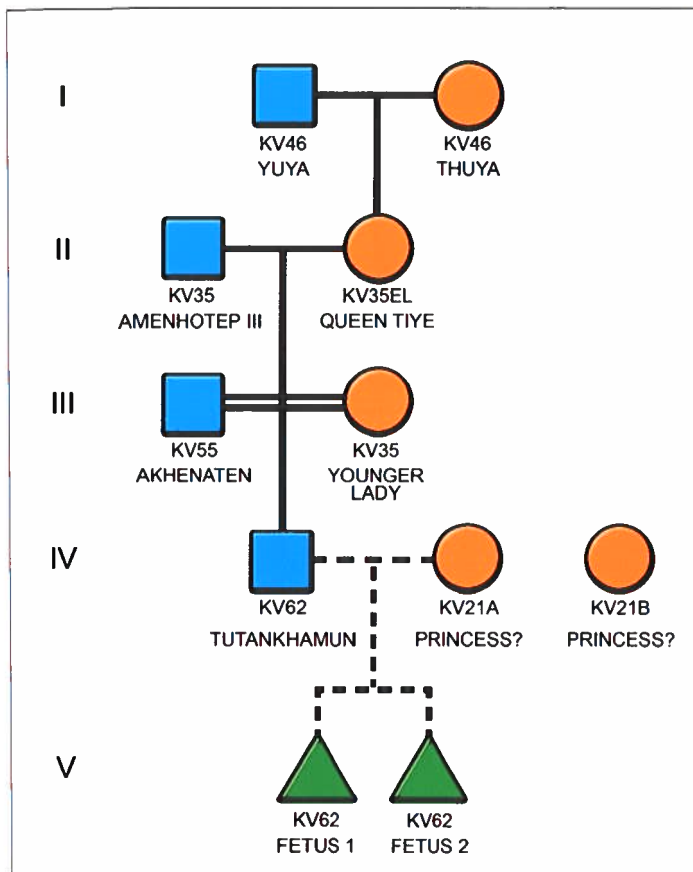 I
KV46 KV46
YUYA THUYA
II
KV35 KV35EL
AMENHOTEP III QUEEN TIYE
III
KV55 KV35
AKHENATEN YOUNGER
LADY
IV
KV62 KV21A KV21B
TUTANKHAMUN PRINCESS? PRINCESS?
V
KV62 KV62
FETUS 1 FETUS 2